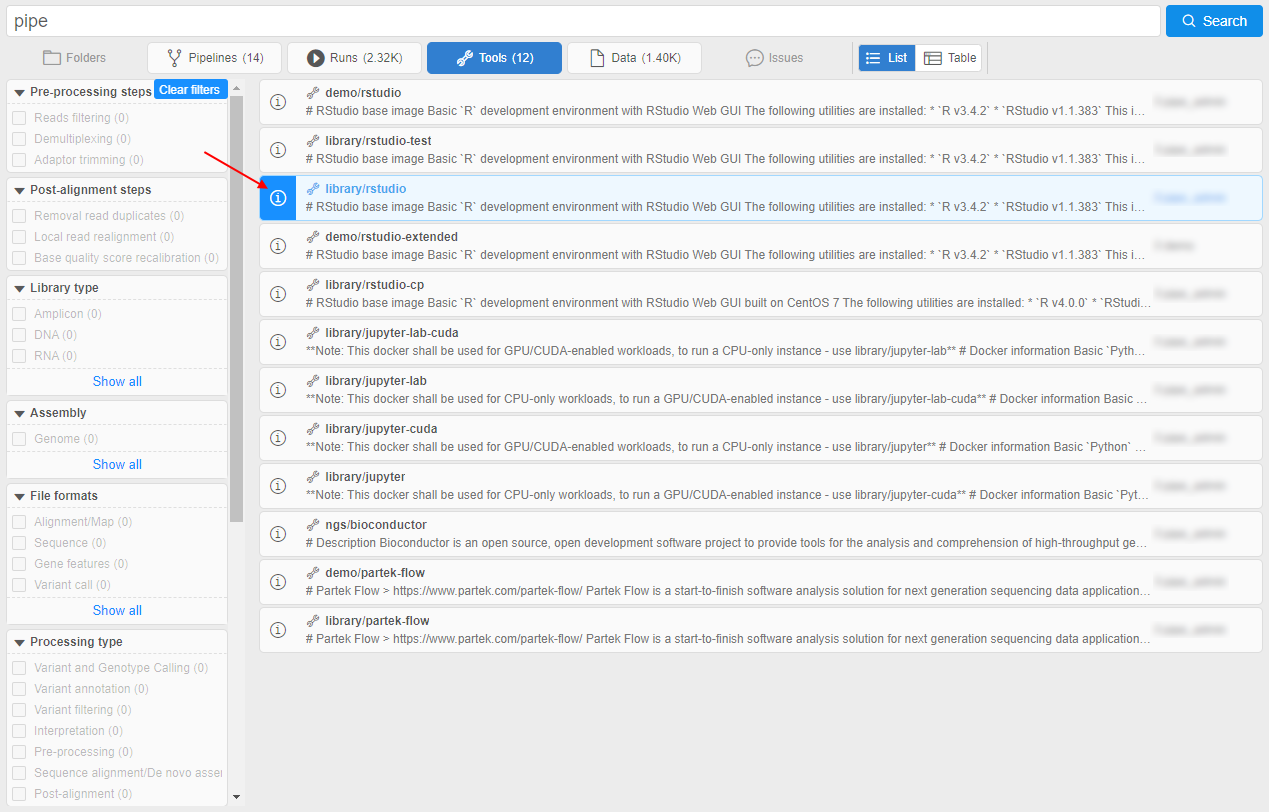 pipe
Search
Folders
Pipelines (14)
Runs (2.32K)
Tools (12)
Data (1.40K)
Issues
List
Table
Pre-processing steps
Clear filters
Reads filtering (0)
Demultiplexing (0)
Adaptor trimming (0)
Post-alignment steps
Removal read duplicates (0)
Local read realignment (0)
Base quality score recalibration (0)
Library type
Amplicon (0)
DNA (0)
RNA (0)
Show all
Assembly
Genome (0)
Show all
File formats
Alignment/Map (0)
Sequence (0)
Gene features (0)
Variant call (0)
Show all
Processing type
Variant and Genotype Calling (0)
Variant annotation (0)
Variant filtering (0)
Interpretation (0)
Pre-processing (0)
Sequence alignment/De novo asse
Post-alignment (0)
demo/rstudio
# RStudio base image Basic `R` development environment with RStudio Web GUI The following utilities are installed: * `R v3.4.2` * `RStudio v1.1.383` This i…
library/rstudio-test
# RStudio base image Basic `R` development environment with RStudio Web GUI The following utilities are installed: * `R v3.4.2` * `RStudio v1.1.383` This i…
library/rstudio
# RStudio base image Basic `R` development environment with RStudio Web GUI The following utilities are installed: * `R v3.4.2` * `RStudio v1.1.383` This i…
demo/rstudio-extended
# RStudio base image Basic `R` development environment with RStudio Web GUI The following utilities are installed: * `R v3.4.2` * `RStudio v1.1.383` This i…
library/rstudio-cp
# RStudio base image Basic `R` development environment with RStudio Web GUI built on CentOS 7 The following utilities are installed: * `R v4.0.0` * `RStudi…
library/jupyter-lab-cuda
**Note: This docker shall be used for GPU/CUDA-enabled workloads, to run a CPU-only instance - use library/jupyter-lab** # Docker information Basic `Pyth…
library/jupyter-lab
**Note: This docker shall be used for CPU-only workloads, to run a GPU/CUDA-enabled instance - use library/jupyter-lab-cuda** # Docker information Basic …
library/jupyter-cuda
**Note: This docker shall be used for GPU/CUDA-enabled workloads, to run a CPU-only instance - use library/jupyter** # Docker information Basic `Python` …
library/jupyter
**Note: This docker shall be used for CPU-only workloads, to run a GPU/CUDA-enabled instance - use library/jupyter-cuda** # Docker information Basic `Pyt…
ngs/bioconductor
# Description Bioconductor is an open source, open development software project to provide tools for the analysis and comprehension of high-throughput ge…
demo/partek-flow
# Partek Flow > https://www.partek.com/partek-flow/ Partek Flow is a start-to-finish software analysis solution for next generation sequencing data application…
library/partek-flow
# Partek Flow > https://www.partek.com/partek-flow/ Partek Flow is a start-to-finish software analysis solution for next generation sequencing data application…